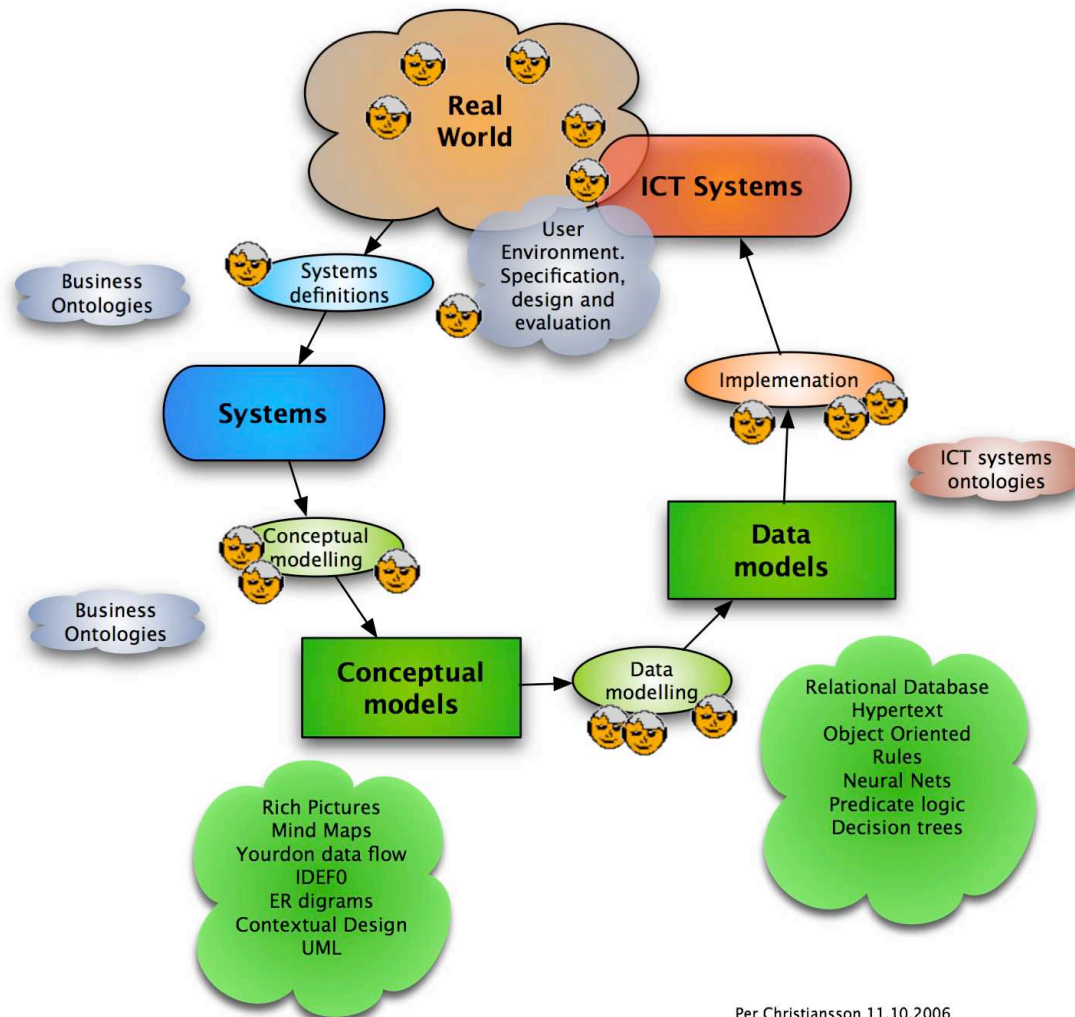 Real
World
ICT Systems
User
Environment.
Specification,
design and
evaluation
Systems
definitions
Business
Ontologies
Systems
Implemenation
ICT systems
ontologies
Conceptual
modelling
Data
models
Business
Ontologies
Conceptual
models
Data
modelling
Relational Database
Hypertext
Object Oriented
Rules
Neural Nets
Predicate logic
Decision trees
Rich Pictures
Mind Maps
Yourdon data flow
IDEF0
ER digrams
Contextual Design
UML
Per Christiansson 11.10.2006